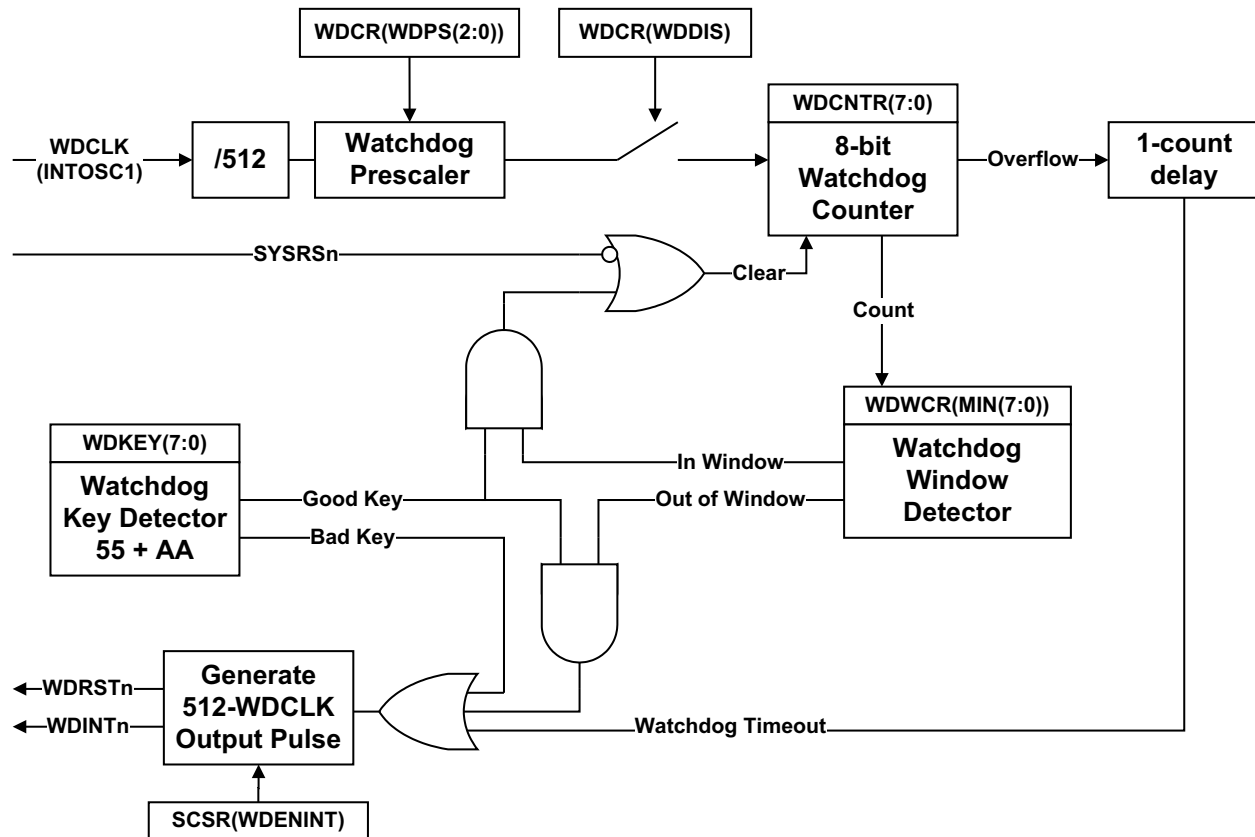 WDCR(WDPS(2:0))
WDCR(WDDIS)
WDCNTR(7:0)
WDCLK
(INTOSC1)
/512
Watchdog
Prescaler
8-bit
Watchdog
Counter
Overflow
1-count
delay
SYSRSn
Clear
Count
WDWCR(MIN(7:0))
Watchdog
Window
Detector
In Window
Out of Window
WDKEY(7:0)
Watchdog
Key Detector
55 + AA
Good Key
Bad Key
WDRSTn
WDINTn
Generate
512-WDCLK
Output Pulse
Watchdog Timeout
SCSR(WDENINT)